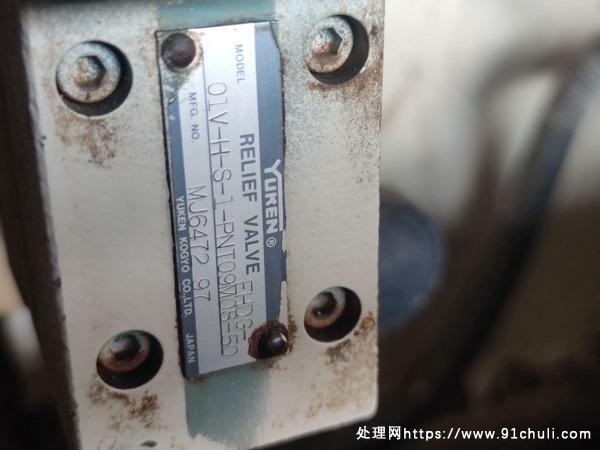 YUKEN®
RELIEF VALVE EHDG-
MODEL 01V-H-S-1-PNT09M08-50
MFG. NO. MJ6472 97
YUKEN KOGYO CO.,LTD. JAPAN
处理网https://www.91chuli.com